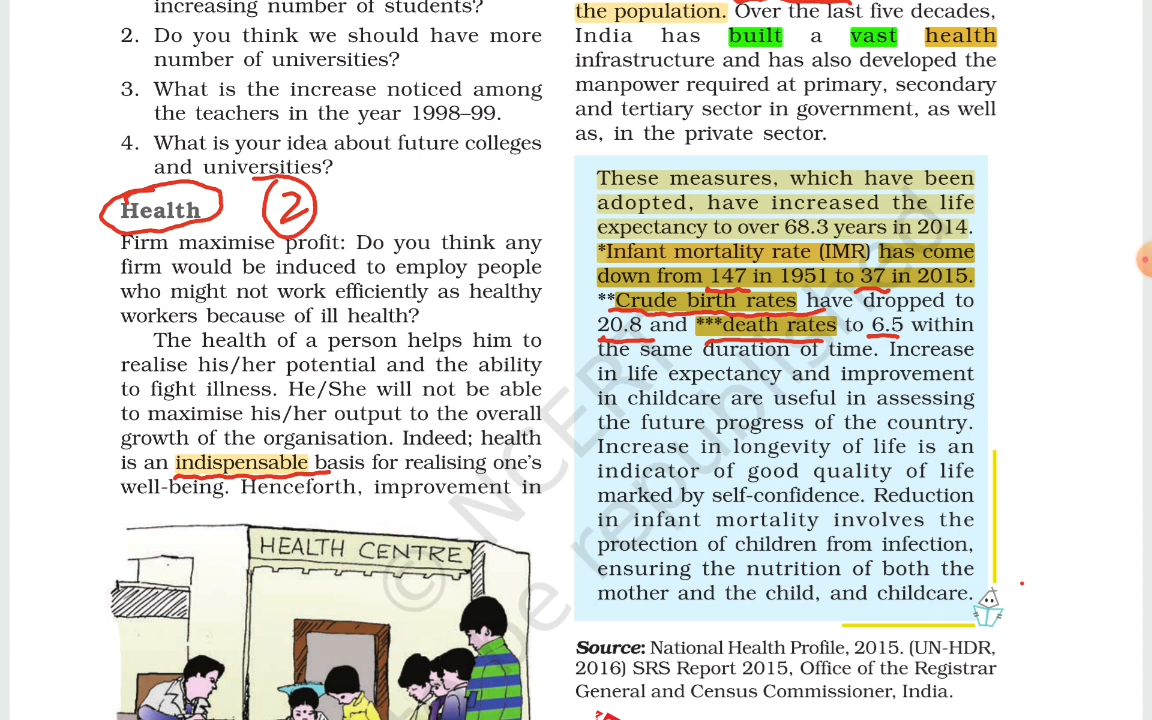 increasing number of students?
2. Do you think we should have more
number of universities?
3. What is the increase noticed among
the teachers in the year 1998–99.
4. What is your idea about future colleges
and universities?
Health
2
Firm maximise profit: Do you think any
firm would be induced to employ people
who might not work efficiently as healthy
workers because of ill health?
The health of a person helps him to
realise his/her potential and the ability
to fight illness. He/She will not be able
to maximise his/her output to the overall
growth of the organisation. Indeed; health
is an indispensable basis for realising one’s
well-being. Henceforth, improvement in
HEALTH CENTRE
the population. Over the last five decades,
India has built a vast health
infrastructure and has also developed the
manpower required at primary, secondary
and tertiary sector in government, as well
as, in the private sector.
These measures, which have been
adopted, have increased the life
expectancy to over 68.3 years in 2014.
*Infant mortality rate (IMR) has come
down from 147 in 1951 to 37 in 2015.
**Crude birth rates have dropped to
20.8 and ***death rates to 6.5 within
the same duration of time. Increase
in life expectancy and improvement
in childcare are useful in assessing
the future progress of the country.
Increase in longevity of life is an
indicator of good quality of life
marked by self-confidence. Reduction
in infant mortality involves the
protection of children from infection,
ensuring the nutrition of both the
mother and the child, and childcare.
Source: National Health Profile, 2015. (UN-HDR,
2016) SRS Report 2015, Office of the Registrar
General and Census Commissioner, India.
© NCERT
be republished